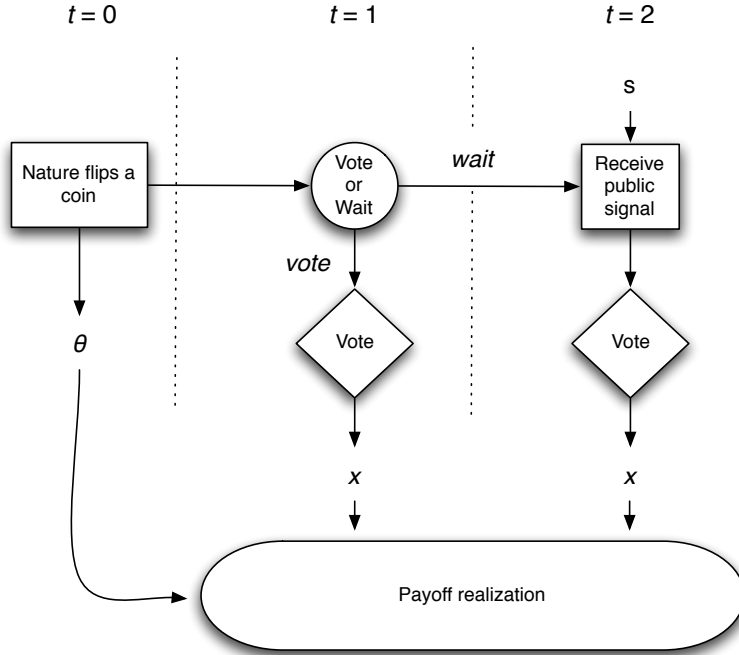 t = 0
t = 1
t = 2
s
Nature flips a
coin
Vote
or
Wait
wait
Receive
public
signal
vote
θ
Vote
Vote
x
x
Payoff realization